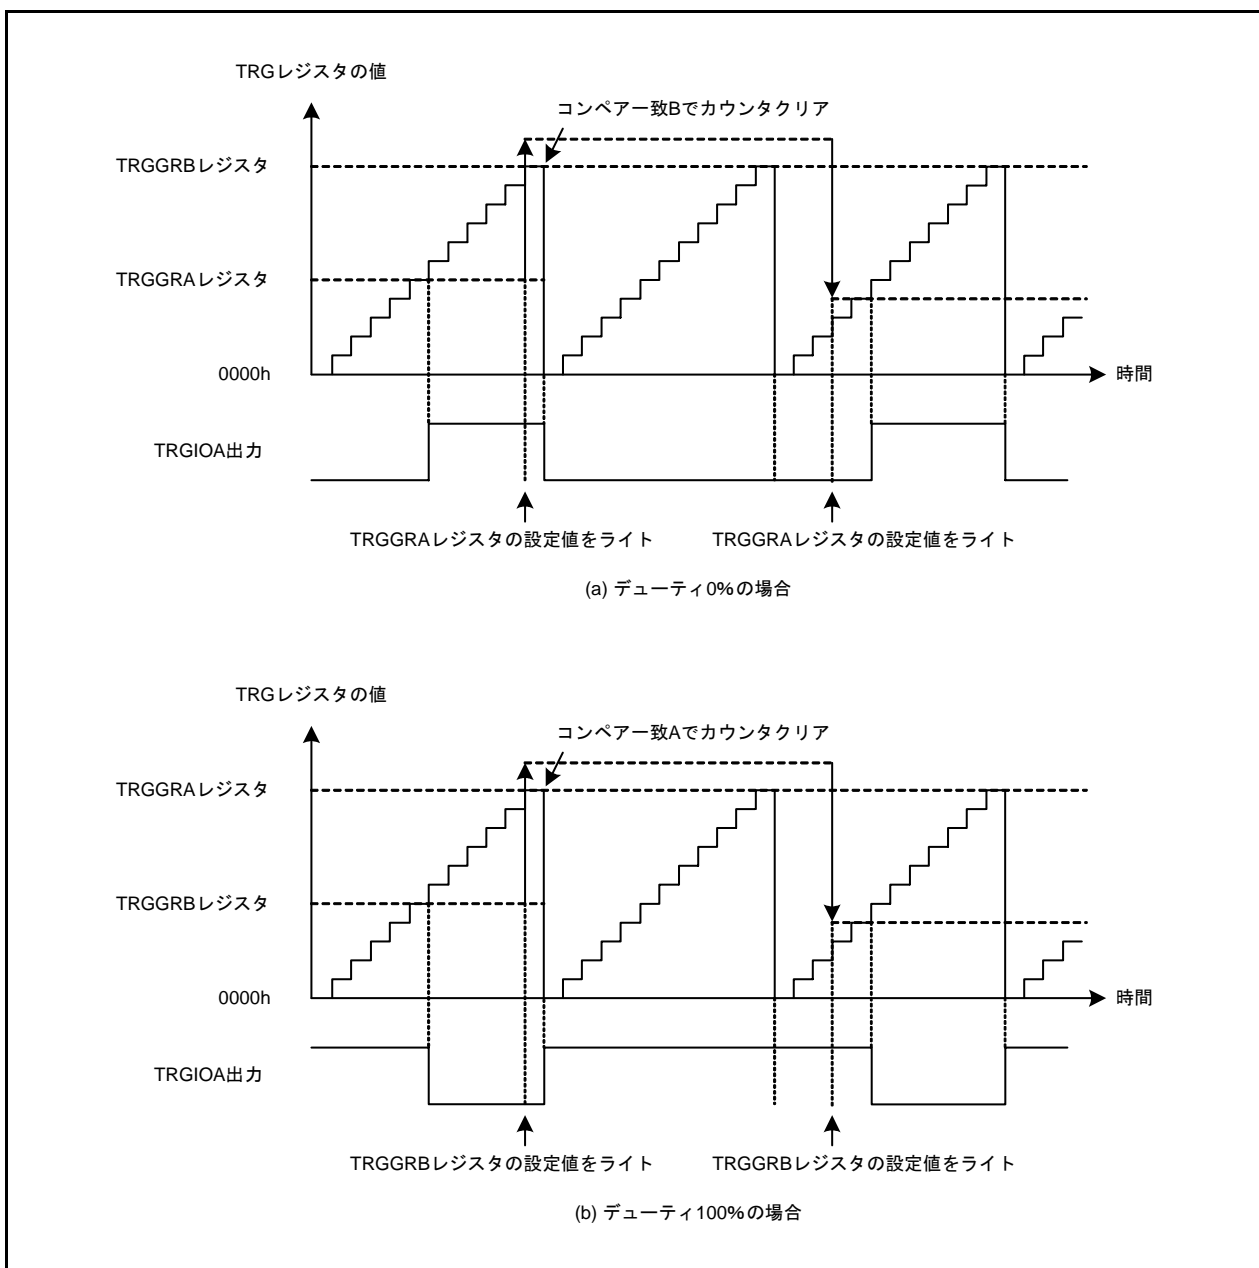 TRGレジスタの値
コンペア一致Bでカウンタクリア
TRGGRBレジスタ
TRGGRAレジスタ
0000h
時間
TRGIOA出力
TRGGRAレジスタの設定値をライト
TRGGRAレジスタの設定値をライト
(a) デューティ0%の場合
TRGレジスタの値
コンペア一致Aでカウンタクリア
TRGGRAレジスタ
TRGGRBレジスタ
0000h
時間
TRGIOA出力
TRGGRBレジスタの設定値をライト
TRGGRBレジスタの設定値をライト
(b) デューティ100%の場合